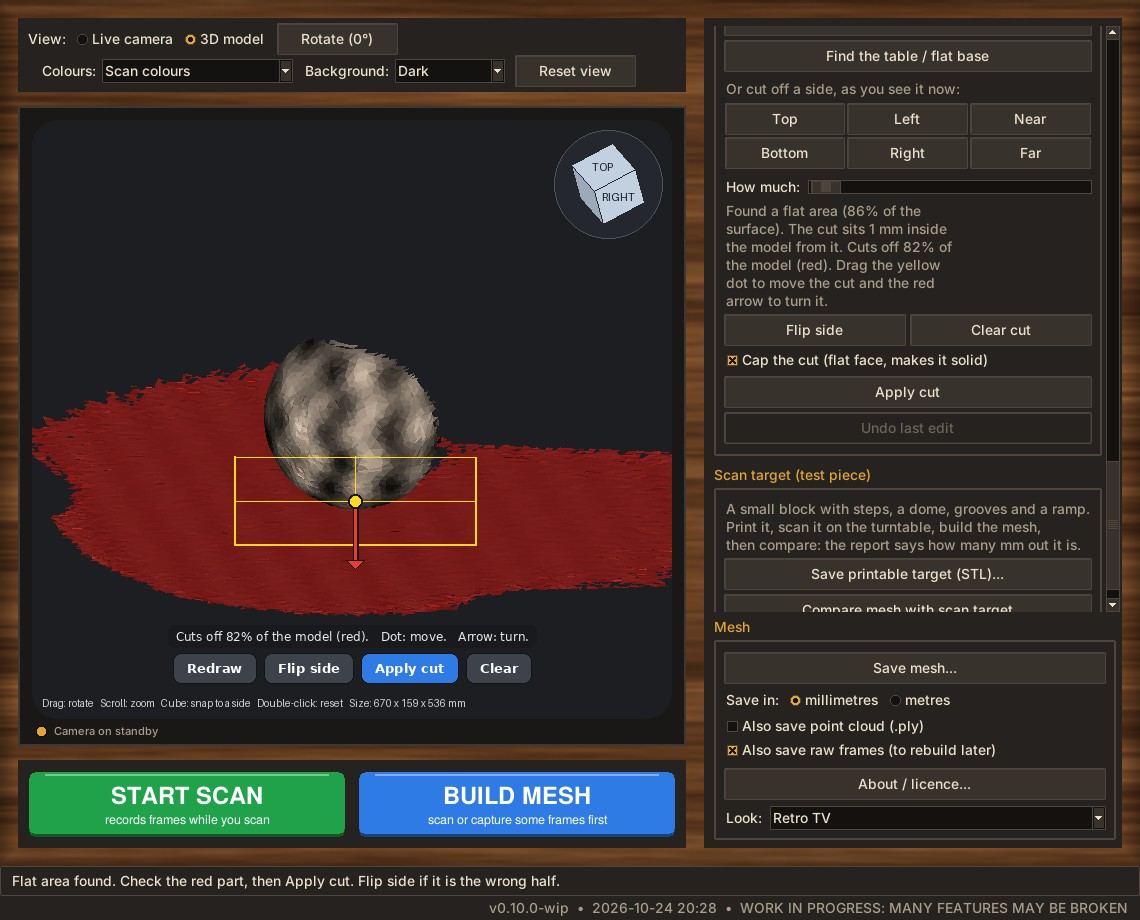 View: Live camera 3D model Rotate (0°)
Colours: Scan colours Background: Dark Reset view
TOP
RIGHT
Cuts off 82% of the model (red). Dot: move. Arrow: turn.
Redraw Flip side Apply cut Clear
Drag: rotate Scroll: zoom Cube: snap to a side Double-click: reset Size: 670 x 159 x 536 mm
Camera on standby
START SCAN
records frames while you scan
BUILD MESH
scan or capture some frames first
Find the table / flat base
Or cut off a side, as you see it now:
Top Left Near
Bottom Right Far
How much:
Found a flat area (86% of the
surface). The cut sits 1 mm inside
the model from it. Cuts off 82% of
the model (red). Drag the yellow
dot to move the cut and the red
arrow to turn it.
Flip side Clear cut
Cap the cut (flat face, makes it solid)
Apply cut
Undo last edit
Scan target (test piece)
A small block with steps, a dome, grooves and a ramp.
Print it, scan it on the turntable, build the mesh,
then compare: the report says how many mm out it is.
Save printable target (STL)...
Compare mesh with scan target
Mesh
Save mesh...
Save in: millimetres metres
Also save point cloud (.ply)
Also save raw frames (to rebuild later)
About / licence...
Look: Retro TV
Flat area found. Check the red part, then Apply cut. Flip side if it is the wrong half.
v0.10.0-wip • 2026-10-24 20:28 • WORK IN PROGRESS: MANY FEATURES MAY BE BROKEN